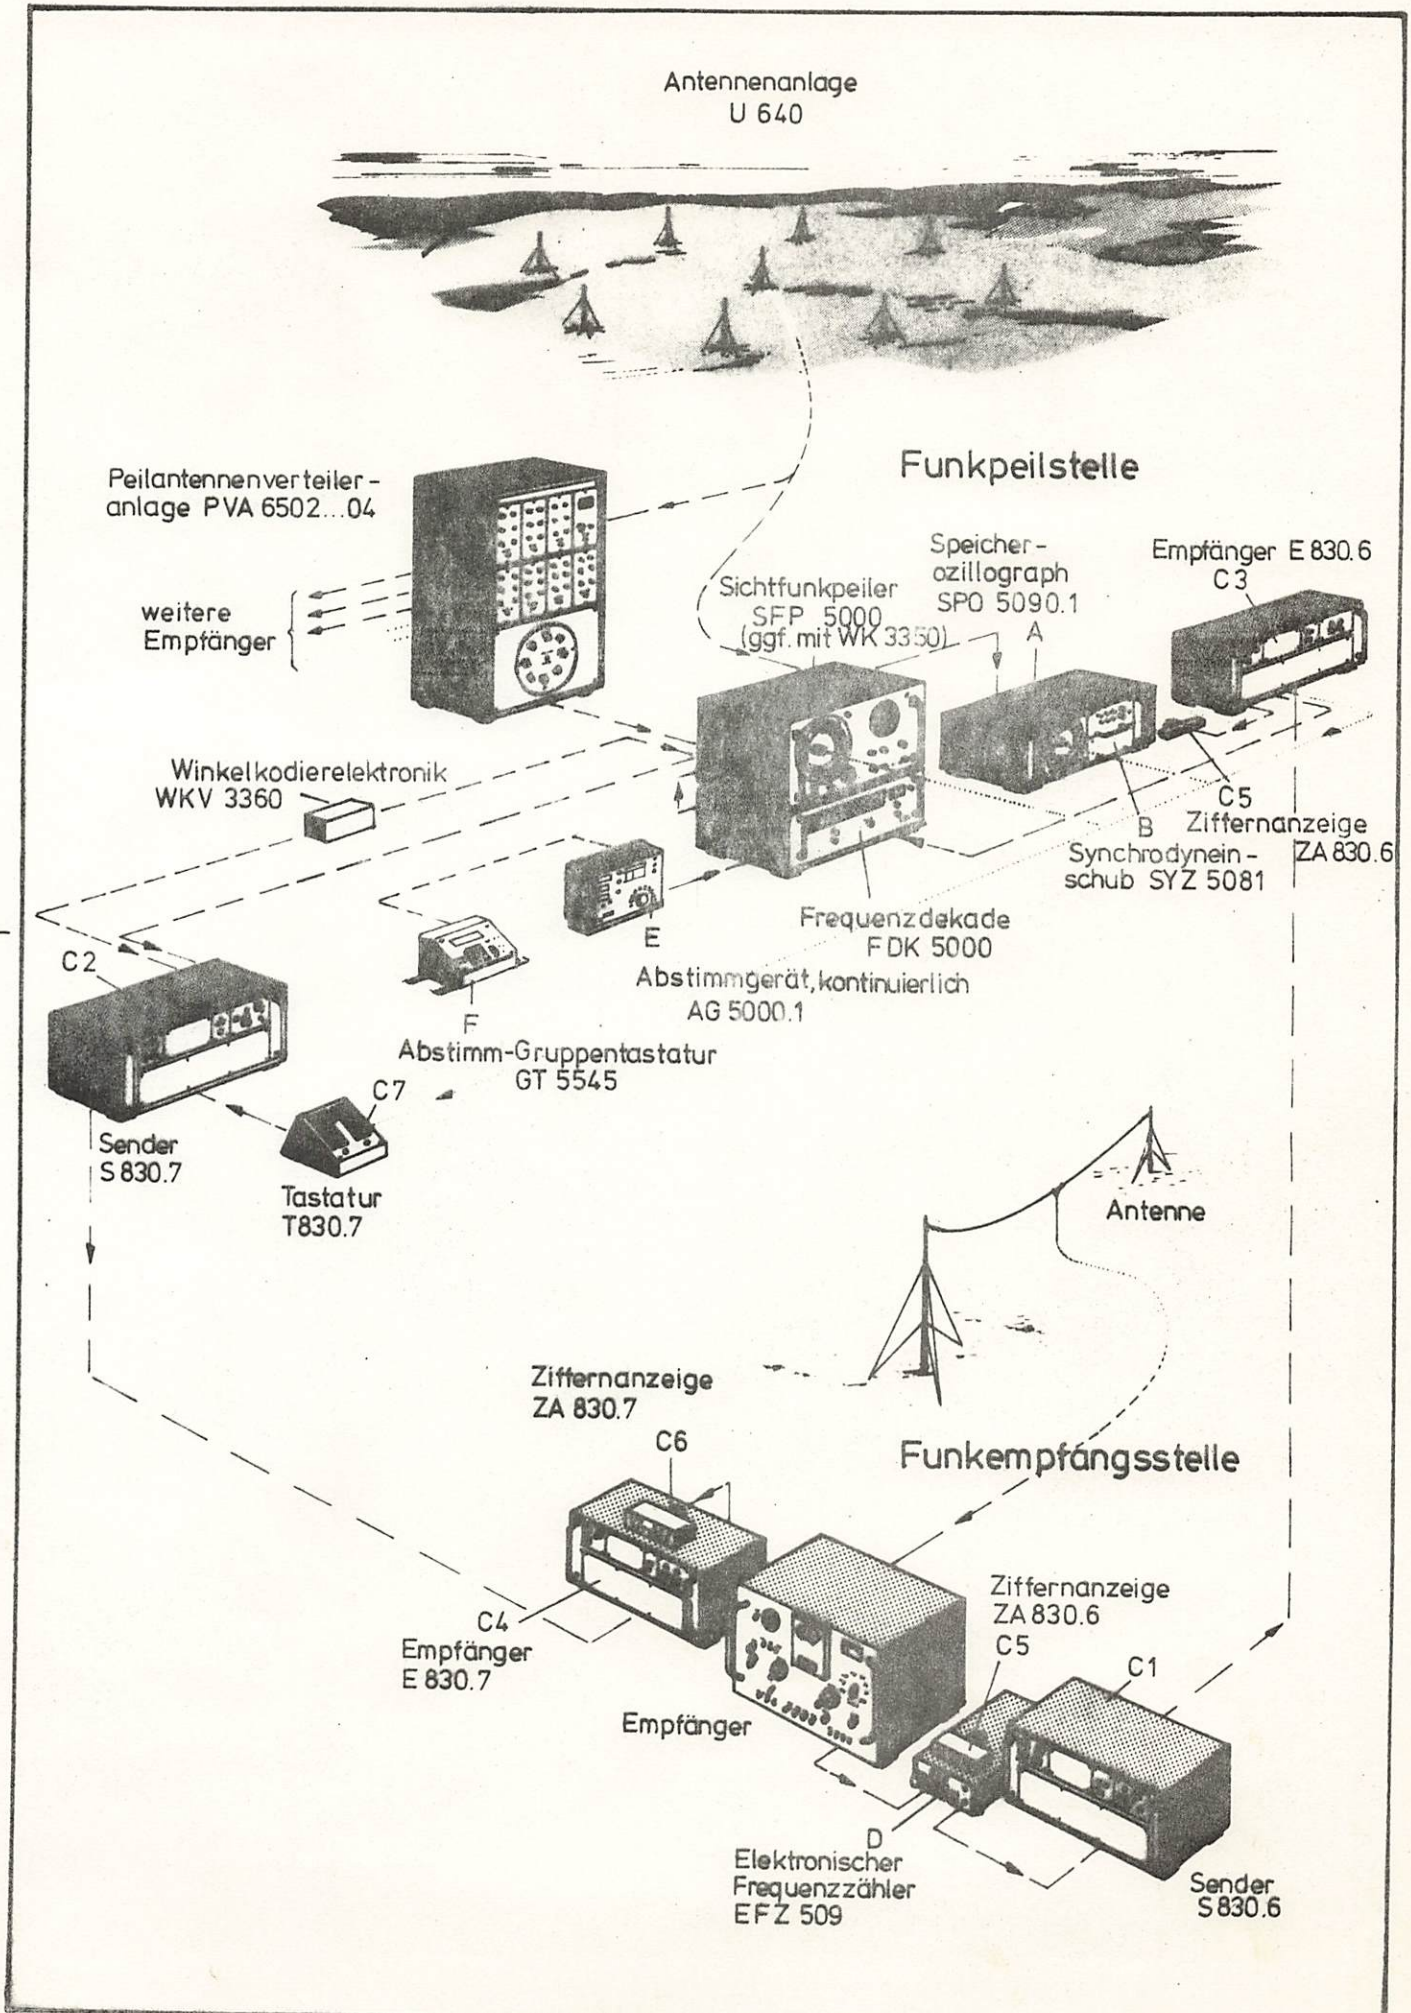 Antennenanlage
U 640
Funkpeilstelle
Peilantennenverteiler-
anlage PVA 6502...04
weitere
Empfänger
Sichtfunkpeiler
SFP 5000
(ggf. mit WK 3350)
Speicher-
ozillograph
SPO 5090.1
A
Empfänger E 830.6
C3
Winkelkodierelektronik
WKV 3360
C5
Ziffernanzeige
ZA 830.6
B
Synchrodynein-
schub SYZ 5081
Frequenzdekade
FDK 5000
E
Abstimmgerät, kontinuierlich
AG 5000.1
F
Abstimm-Gruppentastatur
GT 5545
C2
Sender
S 830.7
C7
Tastatur
T830.7
Antenne
Ziffernanzeige
ZA 830.7
C6
Funkempfángsstelle
C4
Empfänger
E 830.7
Empfänger
Ziffernanzeige
ZA 830.6
C5
C1
D
Elektronischer
Frequenzzähler
EFZ 509
Sender
S 830.6